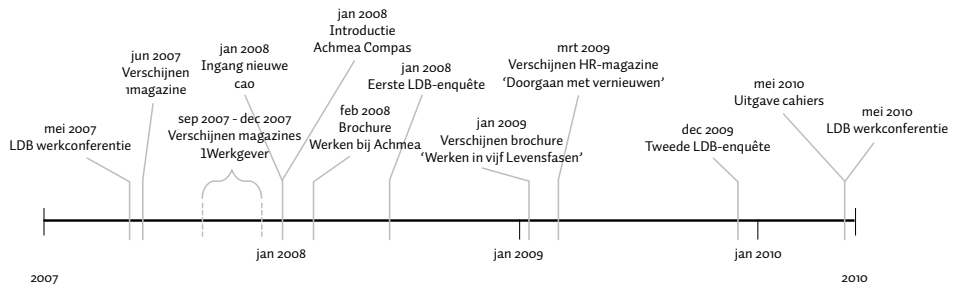 mei 2007
LDB werkconferentie
jun 2007
Verschijnen
1magazine
sep 2007 - dec 2007
Verschijnen magazines
1Werkgever
jan 2008
Ingang nieuwe
cao
jan 2008
Introductie
Achmea Compas
feb 2008
Brochure
Werken bij Achmea
jan 2008
Eerste LDB-enquête
jan 2009
Verschijnen brochure
‘Werken in vijf Levensfasen’
mrt 2009
Verschijnen HR-magazine
‘Doorgaan met vernieuwen’
dec 2009
Tweede LDB-enquête
mei 2010
Uitgave cahiers
mei 2010
LDB werkconferentie
jan 2008
jan 2009
jan 2010
2007
2010